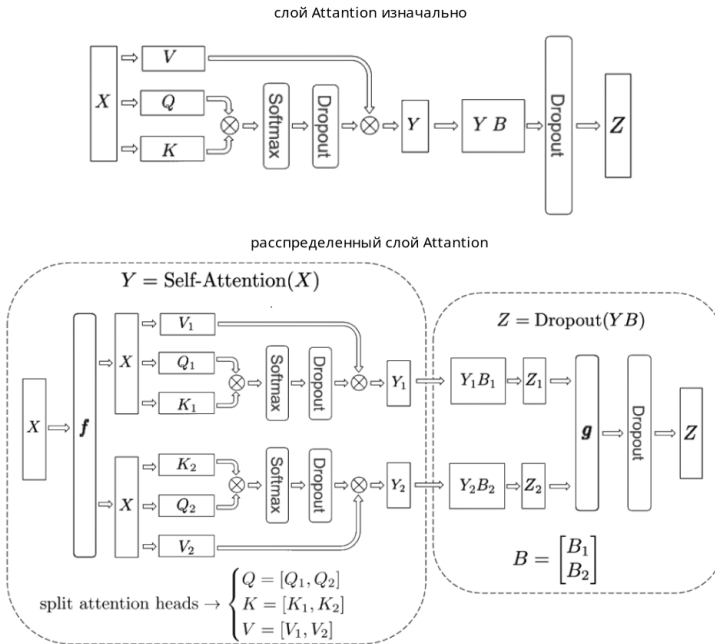 слой Attantion изначально
V
X
Q
K
Softmax
Dropout
Y
Y B
Dropout
Z
расспределенный слой Attantion
Y = Self-Attention(X)
X
f
X
V₁
Q₁
K₁
Softmax
Dropout
Y₁
X
K₂
Q₂
V₂
Softmax
Dropout
Y₂
split attention heads → { Q = [Q₁, Q₂]
K = [K₁, K₂]
V = [V₁, V₂]
Z = Dropout(Y B)
Y₁B₁
Z₁
Y₂B₂
Z₂
g
Dropout
Z
B = [B₁
B₂]